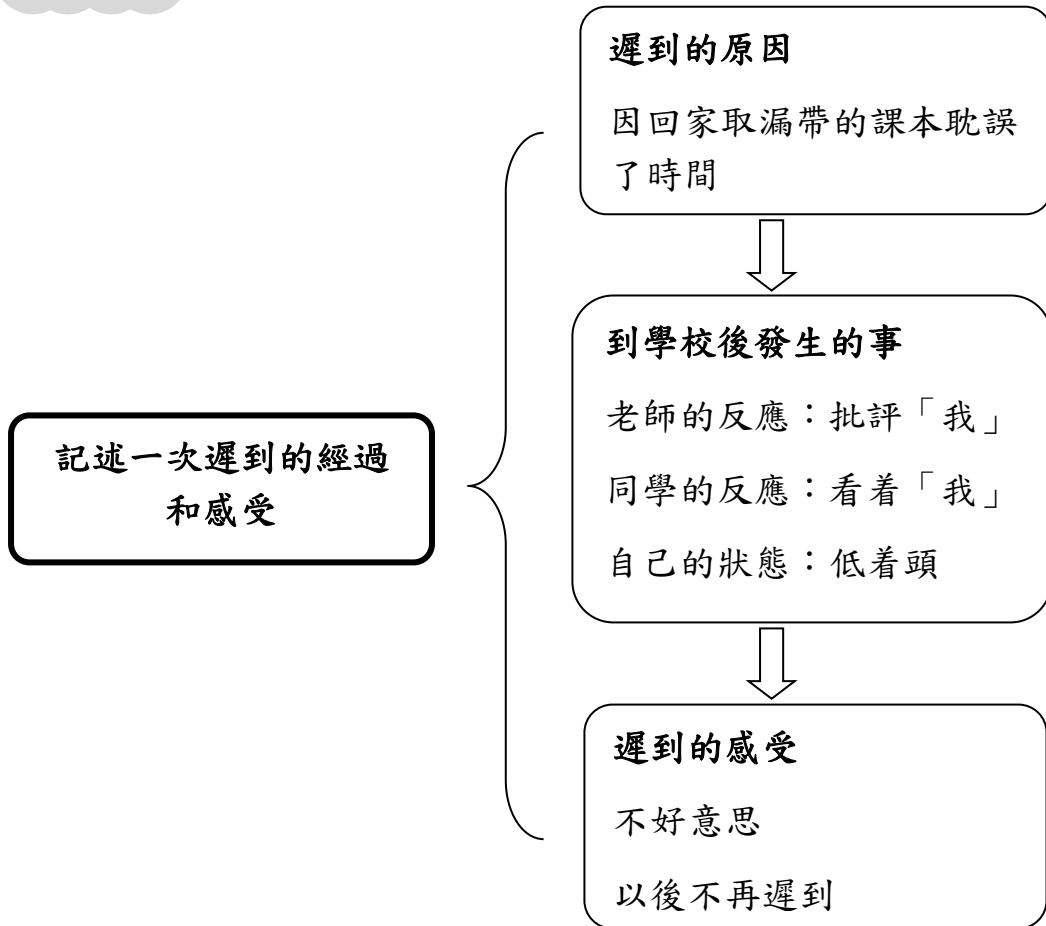 記述一次遲到的經過
和感受
遲到的原因
因回家取漏帶的課本耽誤
了時間
到學校後發生的事
老師的反應：批評「我」
同學的反應：看着「我」
自己的狀態：低着頭
遲到的感受
不好意思
以後不再遲到